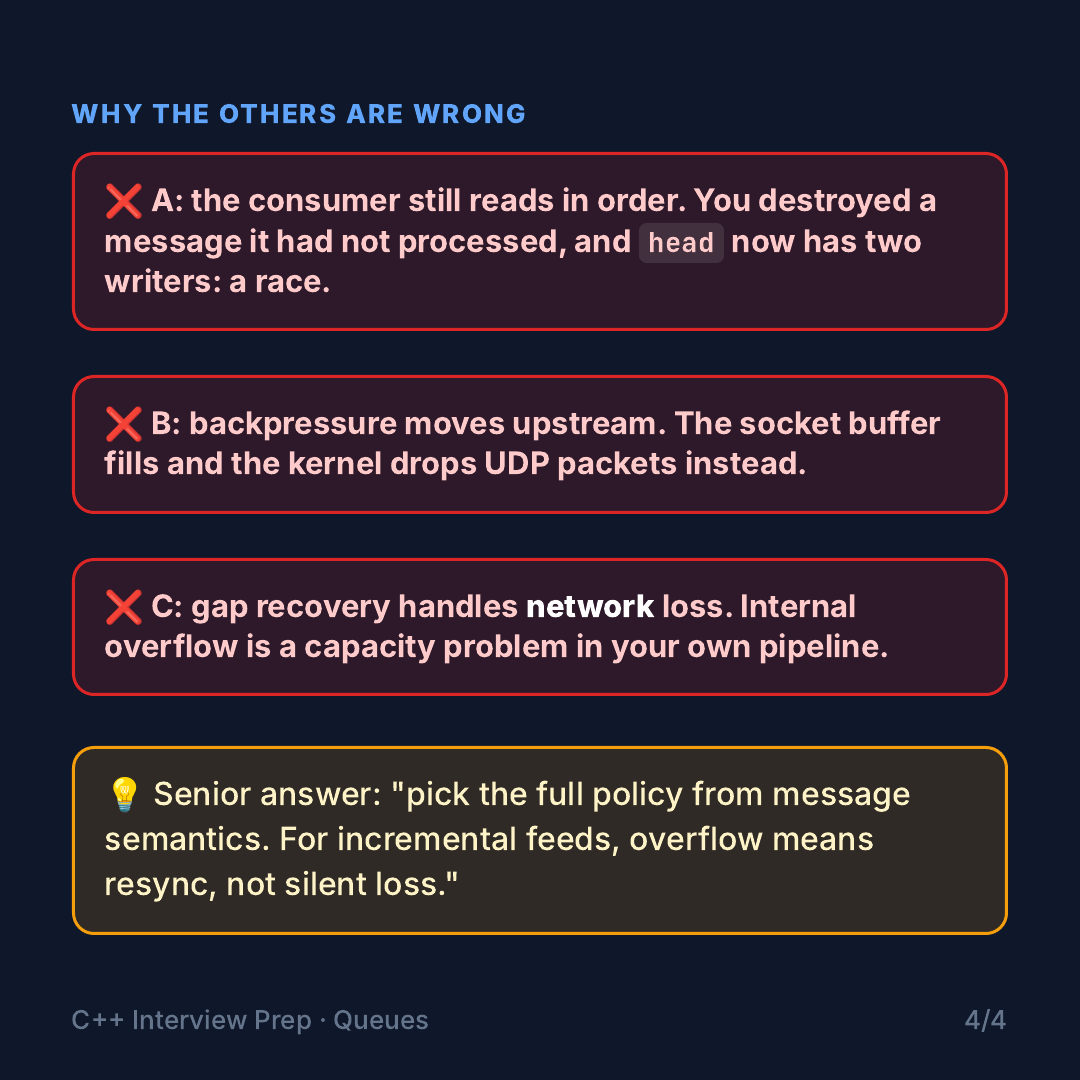 WHY THE OTHERS ARE WRONG
❌ A: the consumer still reads in order. You destroyed a
message it had not processed, and head now has two
writers: a race.
❌ B: backpressure moves upstream. The socket buffer
fills and the kernel drops UDP packets instead.
❌ C: gap recovery handles network loss. Internal
overflow is a capacity problem in your own pipeline.
💡 Senior answer: "pick the full policy from message
semantics. For incremental feeds, overflow means
resync, not silent loss."
C++ Interview Prep · Queues
4/4